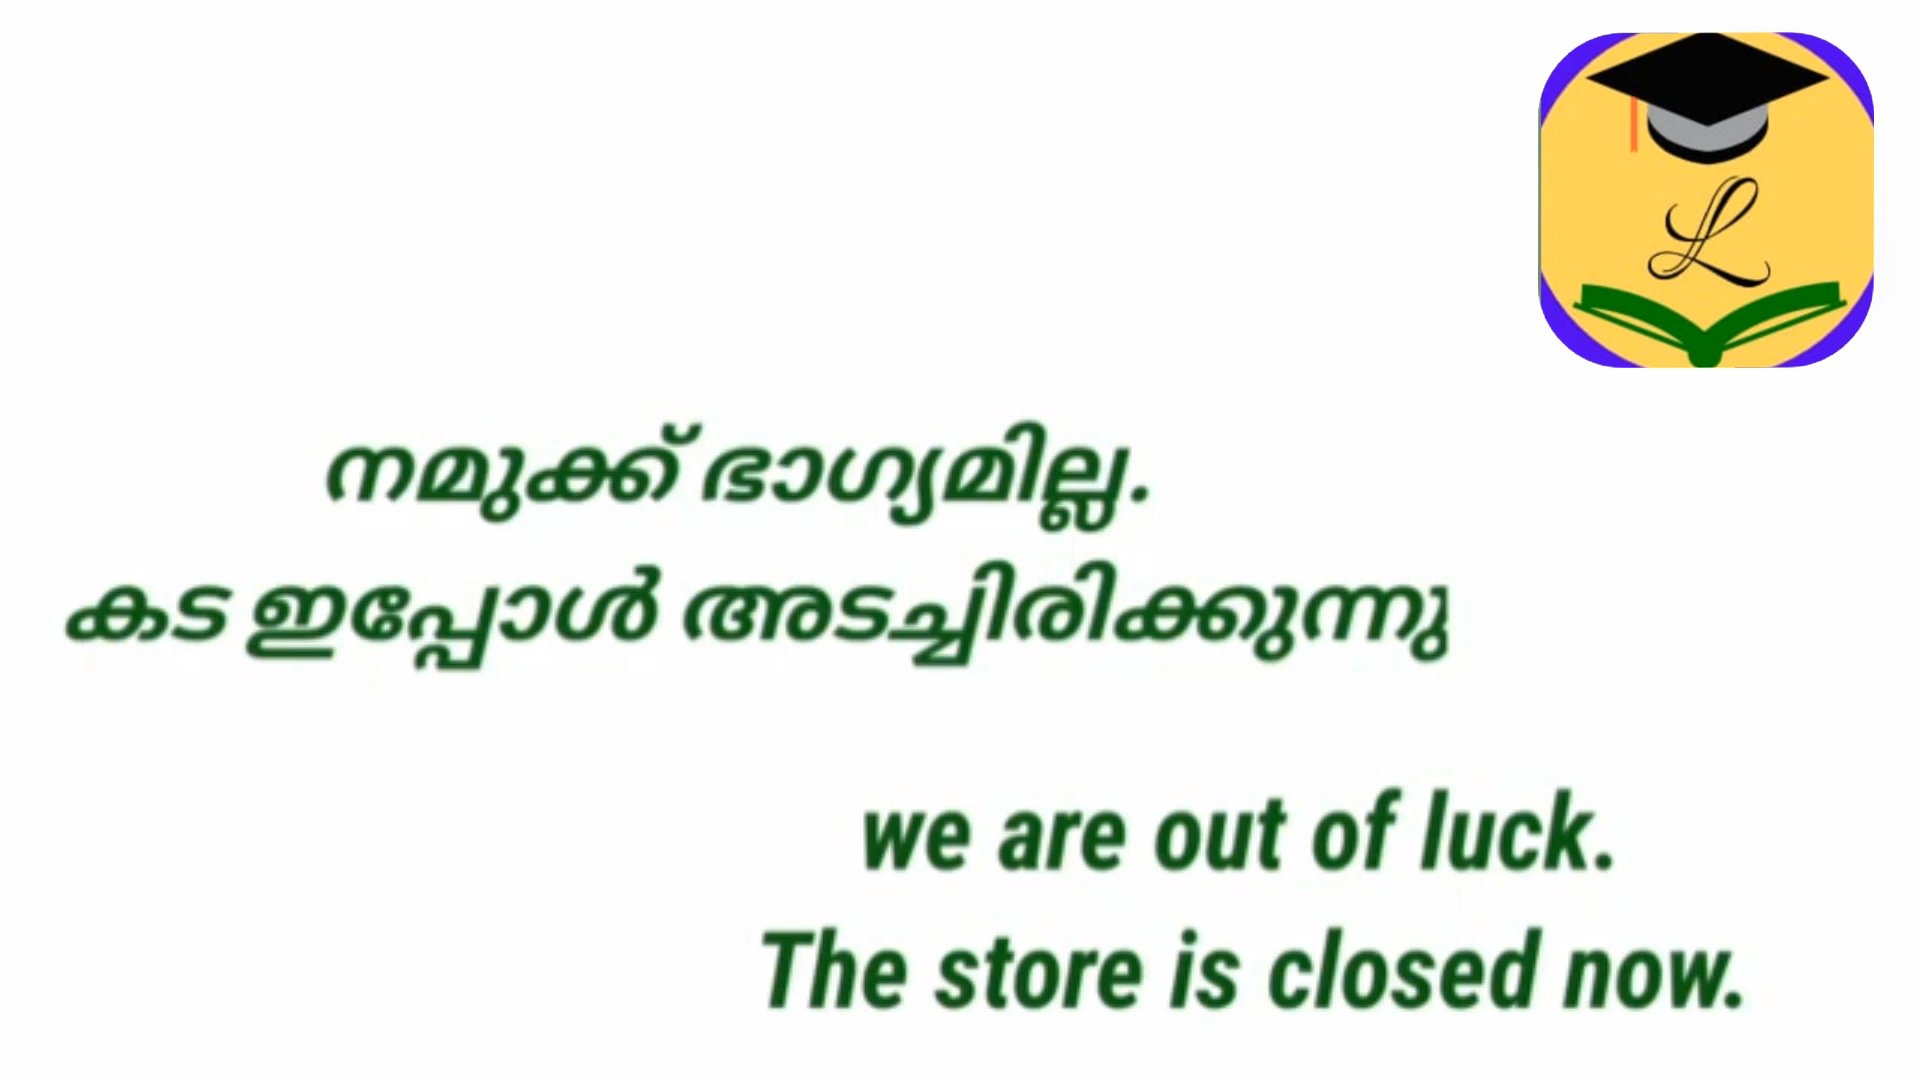 നമുക്ക് ഭാഗ്യമില്ല.
കട ഇപ്പോൾ അടച്ചിരിക്കുന്നു
we are out of luck.
The store is closed now.
L